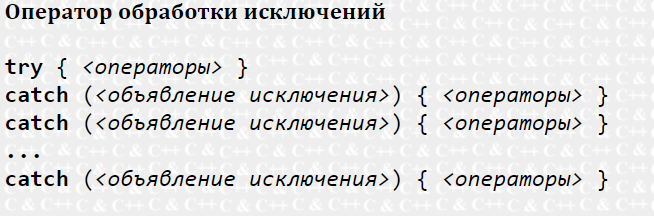 Оператор обработки исключений
try { <операторы> }
catch (<объявление исключения>) { <операторы> }
catch (<объявление исключения>) { <операторы> }
...
catch (<объявление исключения>) { <операторы> }